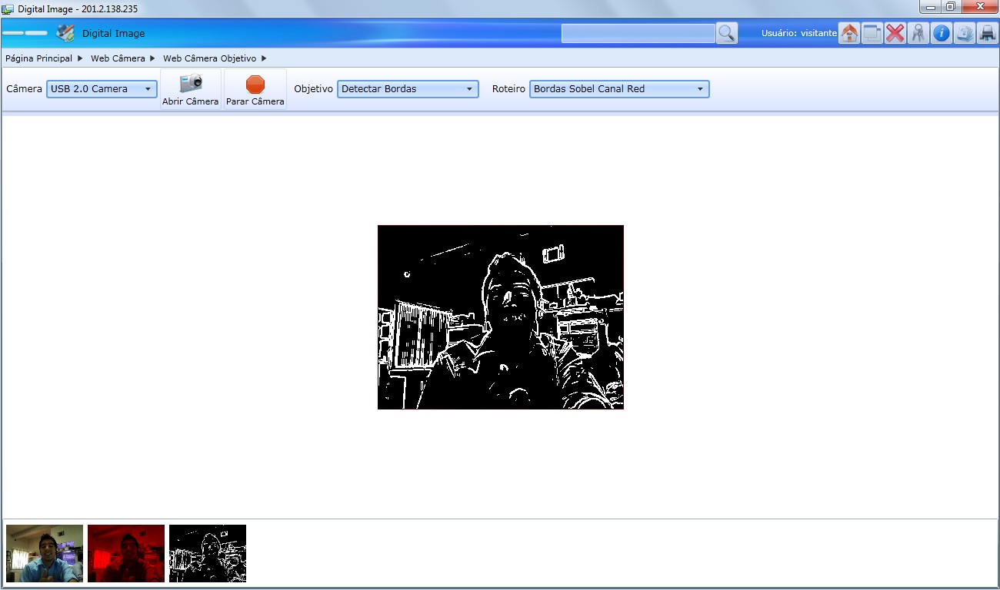 Digital Image - 201.2.138.235
Digital Image
Usuário: visitante
Página Principal Web Câmera Web Câmera Objetivo
Câmera USB 2.0 Camera Abrir Câmera Parar Câmera Objetivo Detectar Bordas Roteiro Bordas Sobel Canal Red